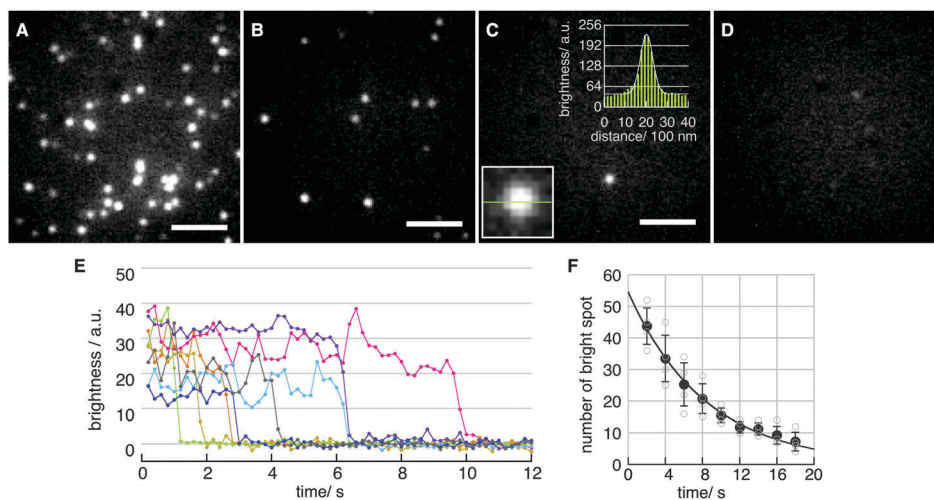 A
B
C
D
brightness/ a.u.
256
192
128
64
0
0 10 20 30 40
distance/ 100 nm
E
brightness / a.u.
50
40
30
20
10
0
0 2 4 6 8 10 12
time/ s
F
number of bright spot
60
50
40
30
20
10
0
0 4 8 12 16 20
time/ s